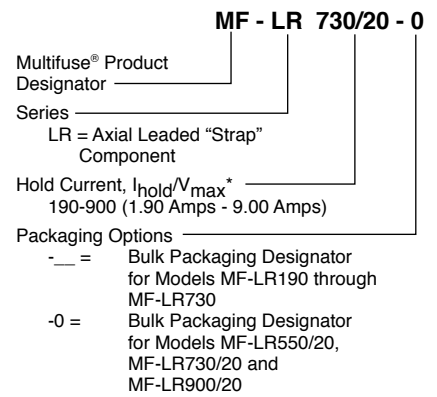 MF - LR 730/20 - 0
Multifuse® Product
Designator
Series
LR = Axial Leaded “Strap”
Component
Hold Current, Ihold/Vmax*
190-900 (1.90 Amps - 9.00 Amps)
Packaging Options
-__ = Bulk Packaging Designator
for Models MF-LR190 through
MF-LR730
-0 = Bulk Packaging Designator
for Models MF-LR550/20,
MF-LR730/20 and
MF-LR900/20